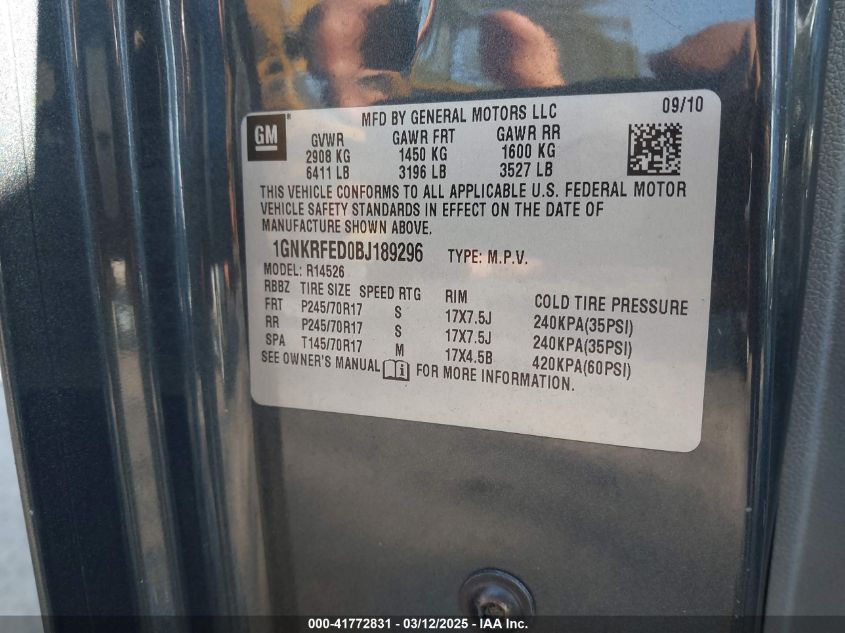 MFD BY GENERAL MOTORS LLC 09/10
GM ®
GVWR GAWR FRT GAWR RR
2908 KG 1450 KG 1600 KG
6411 LB 3196 LB 3527 LB
THIS VEHICLE CONFORMS TO ALL APPLICABLE U.S. FEDERAL MOTOR
VEHICLE SAFETY STANDARDS IN EFFECT ON THE DATE OF
MANUFACTURE SHOWN ABOVE.
1GNKRFED0BJ189296 TYPE: M.P.V.
MODEL: R14526
RBBZ TIRE SIZE SPEED RTG RIM COLD TIRE PRESSURE
FRT P245/70R17 S 17X7.5J 240KPA(35PSI)
RR P245/70R17 S 17X7.5J 240KPA(35PSI)
SPA T145/70R17 M 17X4.5B 420KPA(60PSI)
SEE OWNER'S MANUAL i FOR MORE INFORMATION.
000-41772831 - 03/12/2025 - IAA Inc.